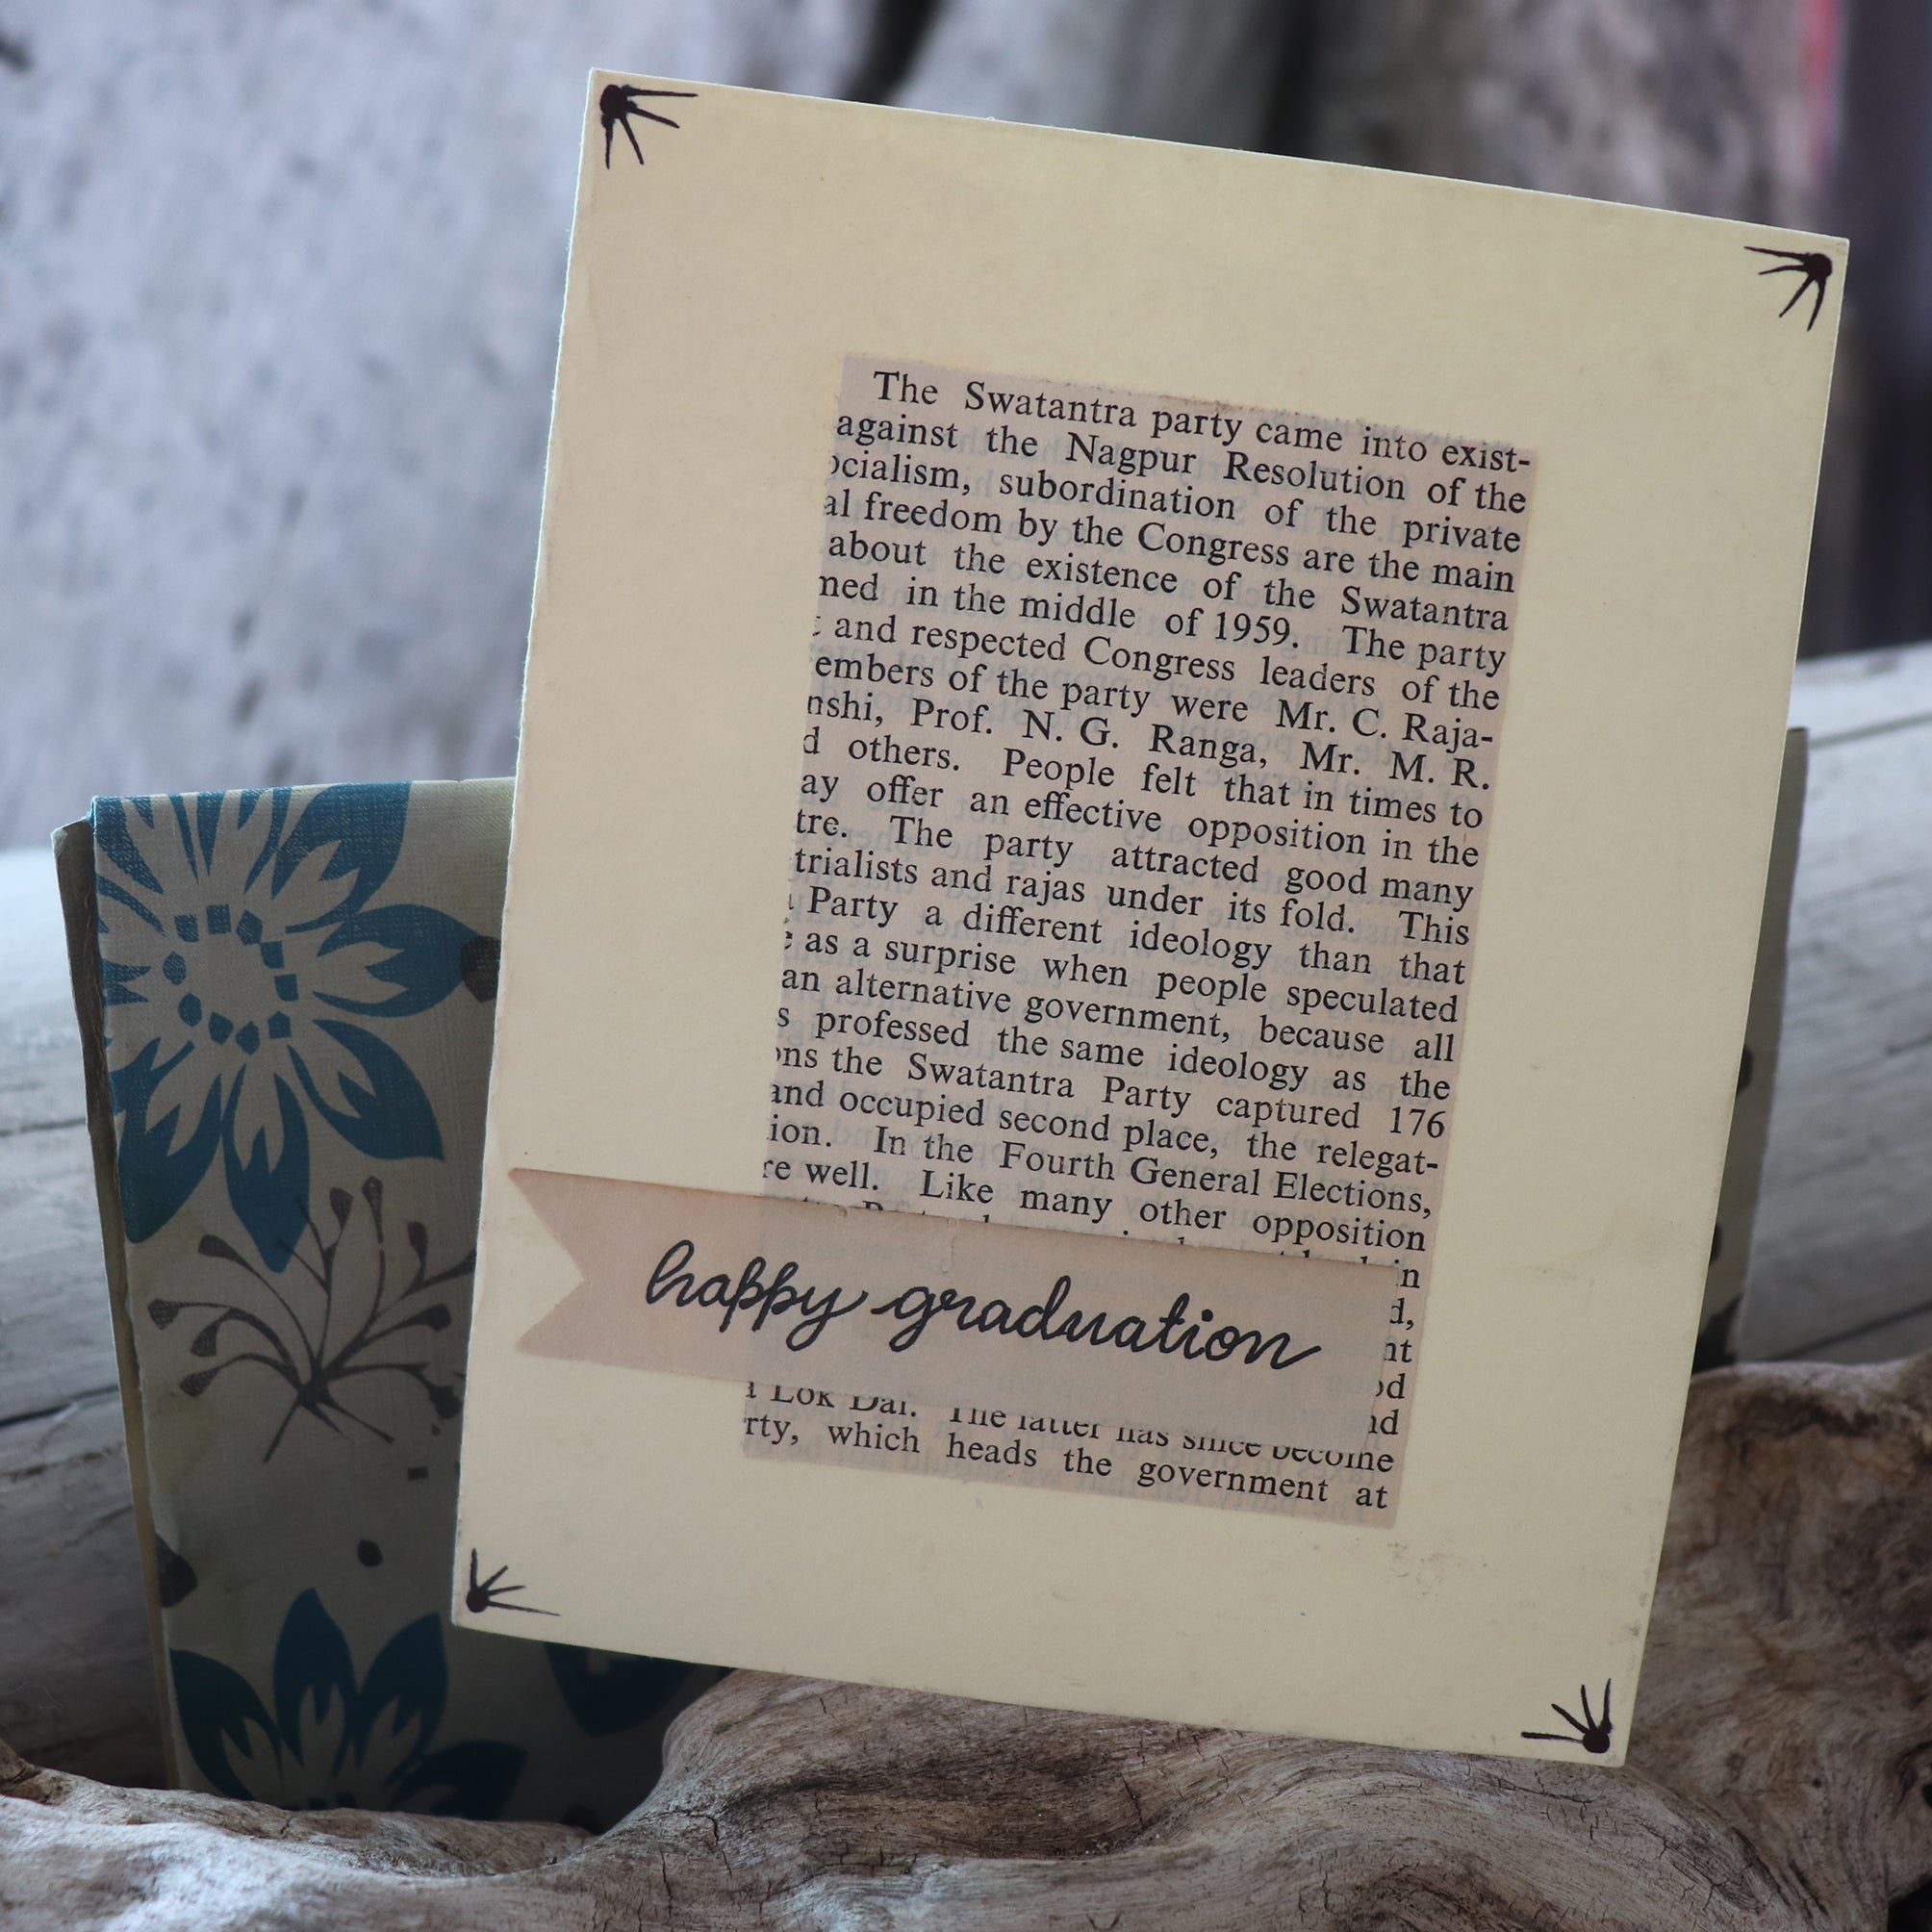 The Swatantra party came into exist-
against the Nagpur Resolution of the
ocialism, subordination of the private
al freedom by the Congress are the main
about the existence of the Swatantra
med in the middle of 1959. The party
and respected Congress leaders of the
embers of the party were Mr. C. Raja-
nshi, Prof. N. G. Ranga, Mr. M. R.
d others. People felt that in times to
ay offer an effective opposition in the
tre. The party attracted good many
trialists and rajas under its fold. This
Party a different ideology than that
as a surprise when people speculated
an alternative government, because all
s professed the same ideology as the
ons the Swatantra Party captured 176
and occupied second place, the relegat-
ion. In the Fourth General Elections,
re well. Like many other opposition
in
d,
happy graduation
nt
od
nd
Lok Dal. The latter has since become
rty, which heads the government at